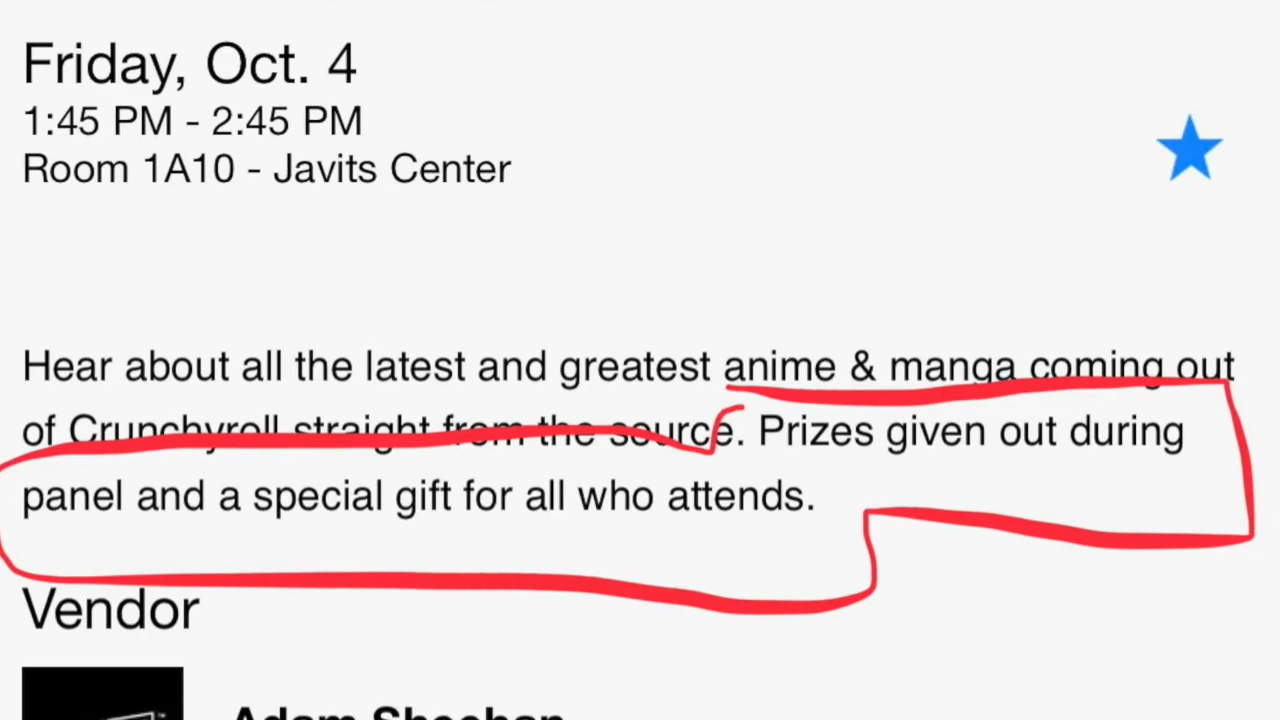 Friday, Oct. 4
1:45 PM - 2:45 PM
Room 1A10 - Javits Center
Hear about all the latest and greatest anime & manga coming out
of Crunchyroll straight from the source. Prizes given out during
panel and a special gift for all who attends.
Vendor
Adam Sheehan